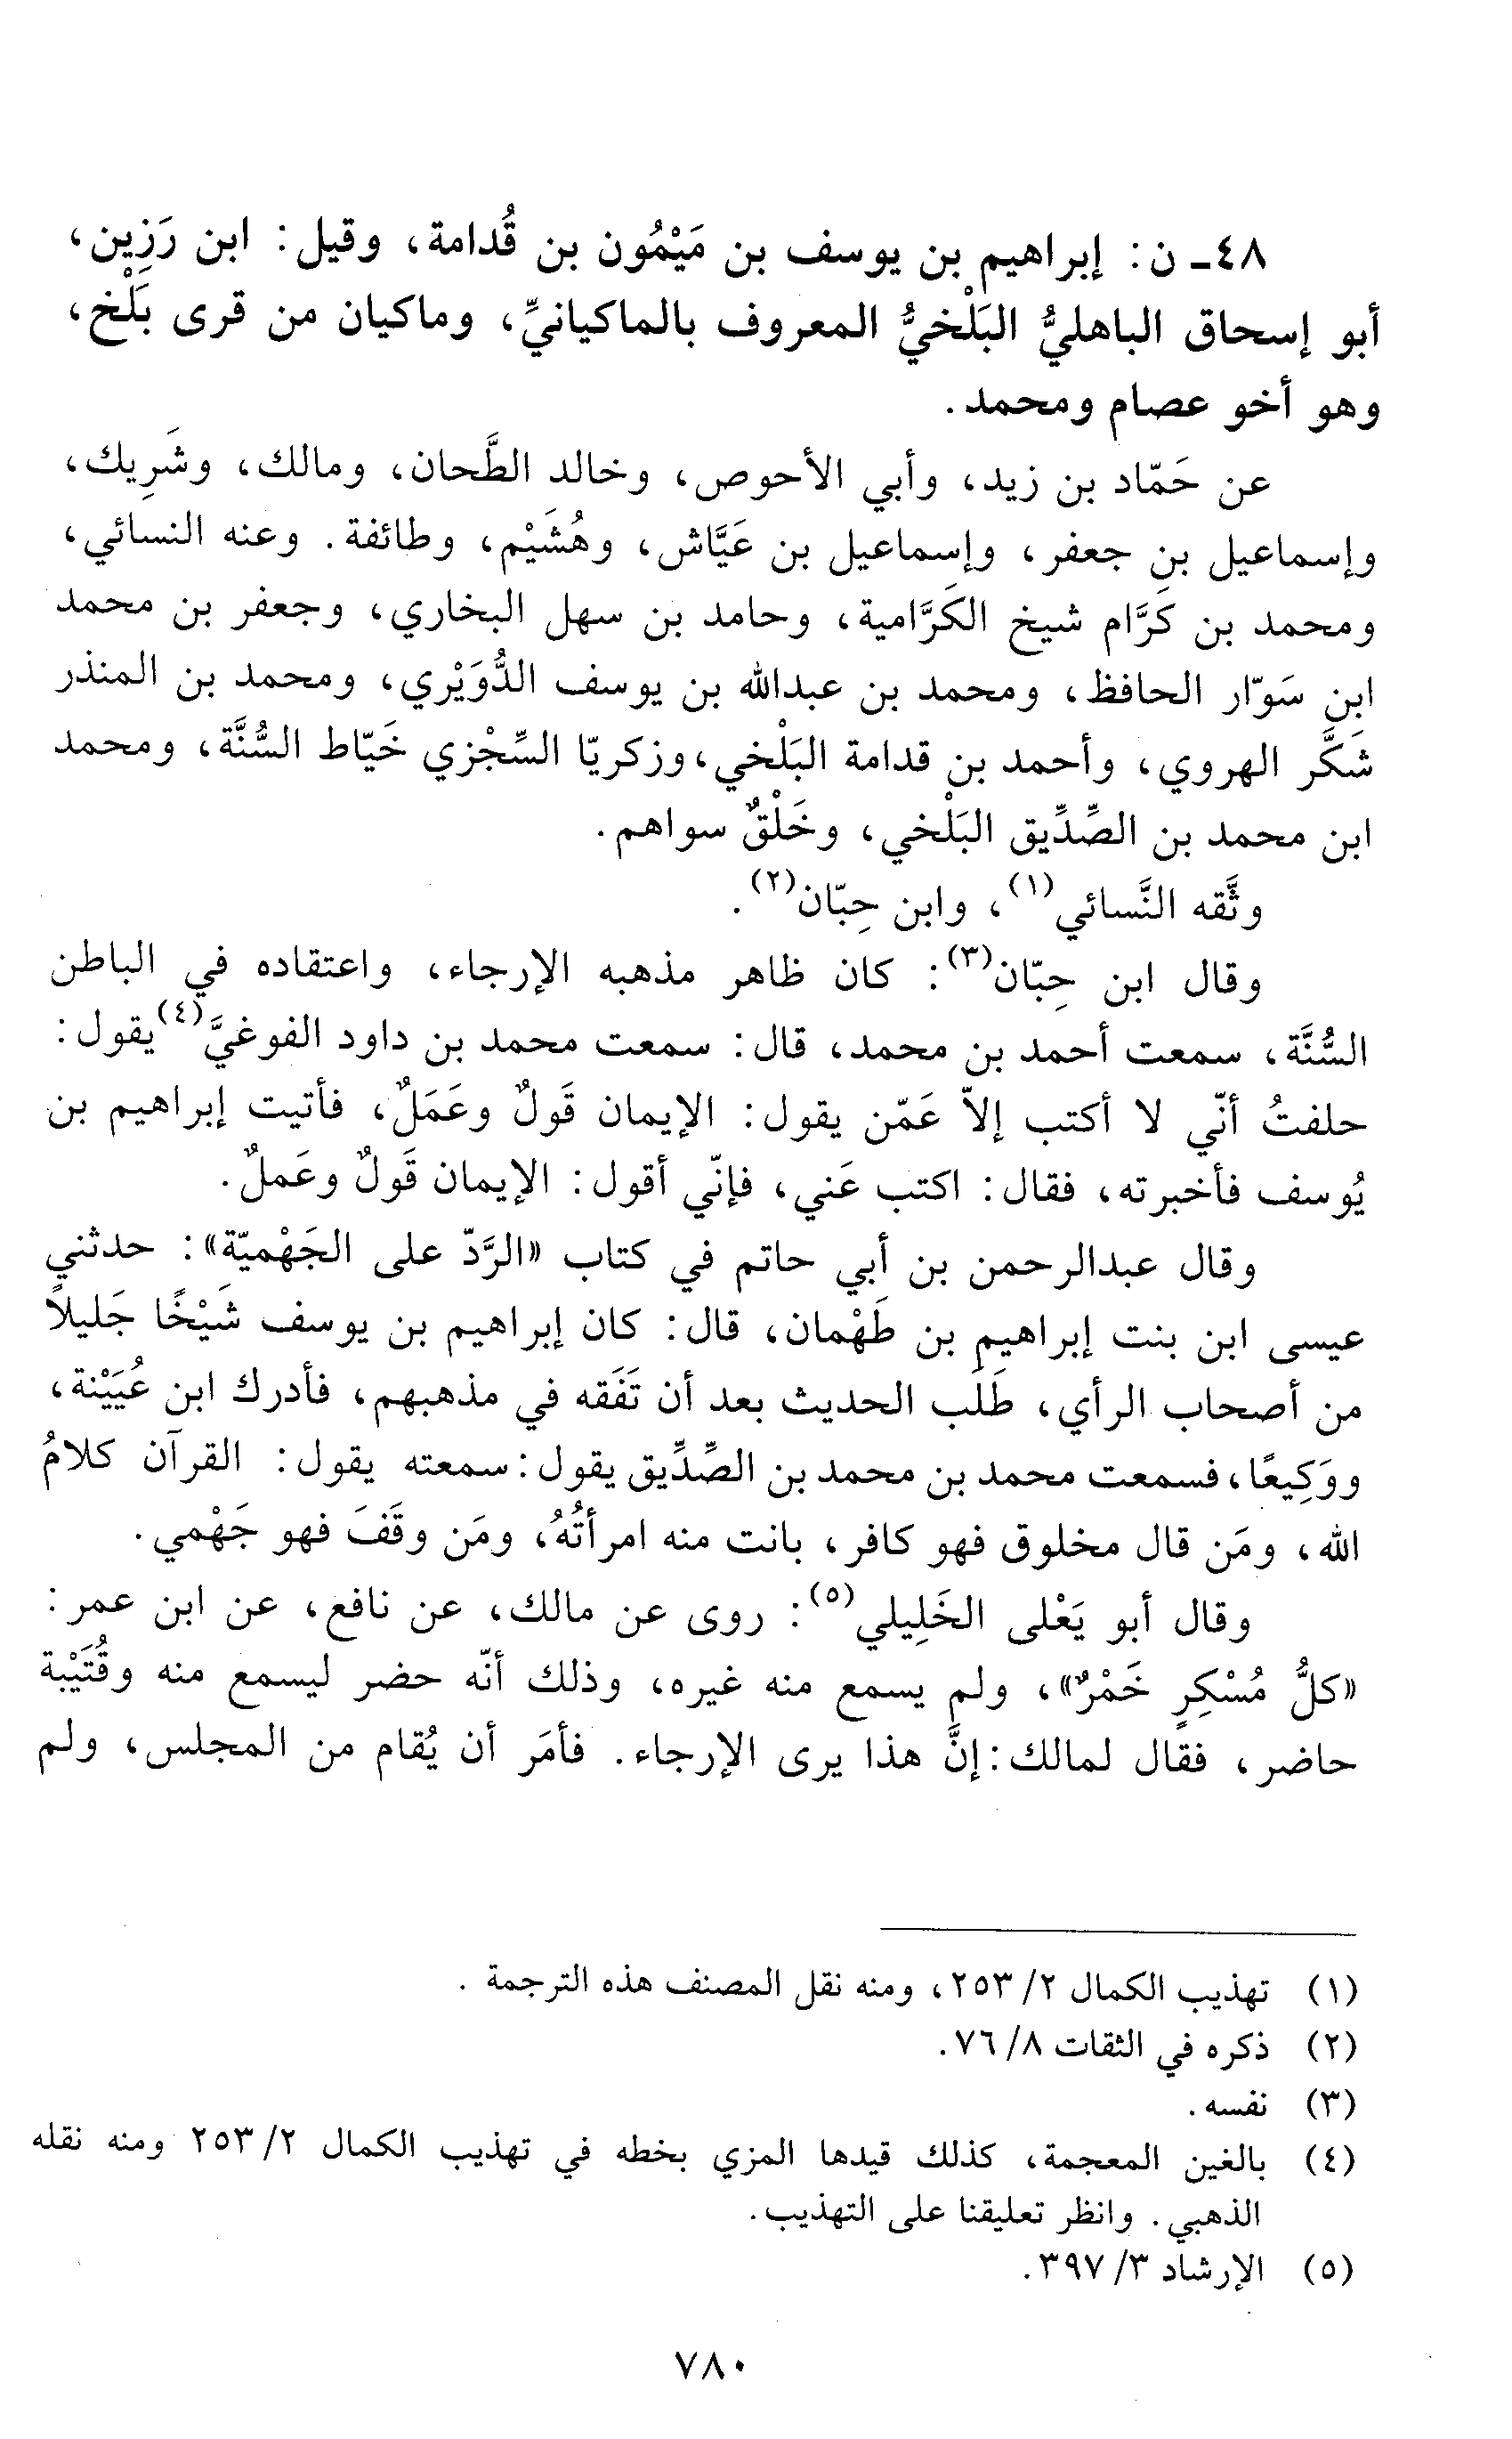 ٤٨ـ ن: إبراهيم بن يوسف بن مَيْمُون بن قُدامة، وقيل: ابن رَزِين،
أبو إسحاق الباهليُّ البَلْخيُّ المعروف بالماكيانيِّ، وماكيان من قرى بَلْخ،
وهو أخو عصام ومحمد.
عن حَمّاد بن زيد، وأبي الأحوص، وخالد الطَّحان، ومالك، وشَرِيك،
وإسماعيل بن جعفر، وإسماعيل بن عَيَّاش، وهُشَيْم، وطائفة. وعنه النسائي،
ومحمد بن كَرَّام شيخ الكَرَّامية، وحامد بن سهل البخاري، وجعفر بن محمد
ابن سَوّار الحافظ، ومحمد بن عبدالله بن يوسف الدُّوَيْري، ومحمد بن المنذر
شَكَّر الهروي، وأحمد بن قدامة البَلْخي، وزكريّا السِّجْزي خَيّاط السُّنَّة، ومحمد
ابن محمد بن الصِّدِّيق البَلْخي، وخَلْقٌ سواهم.
وثَّقه النَّسائي(١)، وابن حِبّان(٢).
وقال ابن حِبّان(٣): كان ظاهر مذهبه الإرجاء، واعتقاده في الباطن
السُّنَّة، سمعت أحمد بن محمد، قال: سمعت محمد بن داود الفوغيَّ(٤) يقول:
حلفتُ أنّي لا أكتب إلاّ عَمّن يقول: الإيمان قَولٌ وعَمَلٌ، فأتيت إبراهيم بن
يُوسف فأخبرته، فقال: اكتب عَني، فإنّي أقول: الإيمان قَولٌ وعَملٌ.
وقال عبدالرحمن بن أبي حاتم في كتاب «الرَّدّ على الجَهْميّة»: حدثني
عيسى ابن بنت إبراهيم بن طَهْمان، قال: كان إبراهيم بن يوسف شَيْخًا جَليلاً
من أصحاب الرأي، طَلَب الحديث بعد أن تَفَقه في مذهبهم، فأدرك ابن عُيَيْنة،
ووَكِيعًا، فسمعت محمد بن محمد بن الصِّدِّيق يقول: سمعته يقول: القرآن كلامُ
الله، ومَن قال مخلوق فهو كافر، بانت منه امرأتُهُ، ومَن وقَفَ فهو جَهْمي.
وقال أبو يَعْلى الخَلِيلي(٥): روى عن مالك، عن نافع، عن ابن عمر:
«كلُّ مُسْكِرٍ خَمْرٌ»، ولم يسمع منه غيره، وذلك أنّه حضر ليسمع منه وقُتَيْبة
حاضر، فقال لمالك: إنَّ هذا يرى الإرجاء. فأمَر أن يُقام من المجلس، ولم
(١) تهذيب الكمال ٢/ ٢٥٣، ومنه نقل المصنف هذه الترجمة.
(٢) ذكره في الثقات ٨/ ٧٦.
(٣) نفسه.
(٤) بالغين المعجمة، كذلك قيدها المزي بخطه في تهذيب الكمال ٢/ ٢٥٣ ومنه نقله
الذهبي. وانظر تعليقنا على التهذيب.
(٥) الإرشاد ٣/ ٣٩٧.
٧٨٠